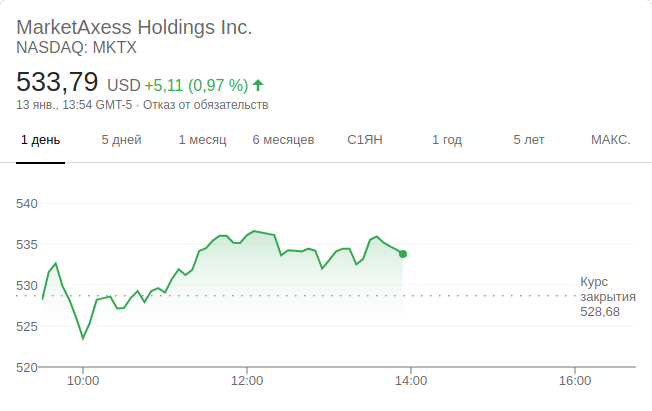 MarketAxess Holdings Inc.
NASDAQ: MKTX
533,79 USD +5,11 (0,97 %)
13 янв., 13:54 GMT-5 · Отказ от обязательств
1 день 5 дней 1 месяц 6 месяцев С1ЯН 1 год 5 лет МАКС.
540
535
530
525
520
Курс
закрытия
528,68
10:00 12:00 14:00 16:00